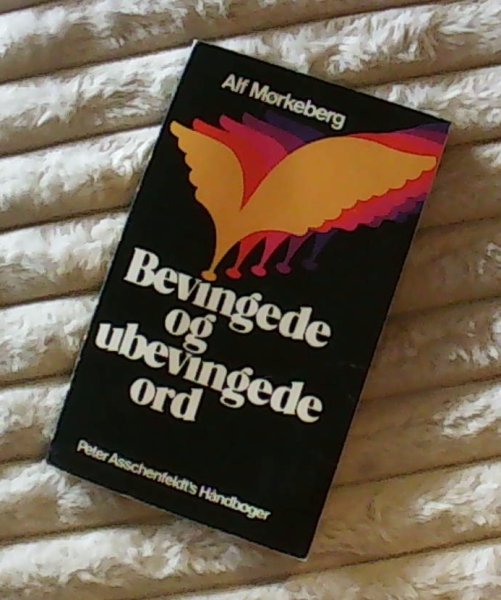 Alf Mørkeberg
Bevingede
og
ubevingede
ord
Peter Asschenfeldt's Håndbøger